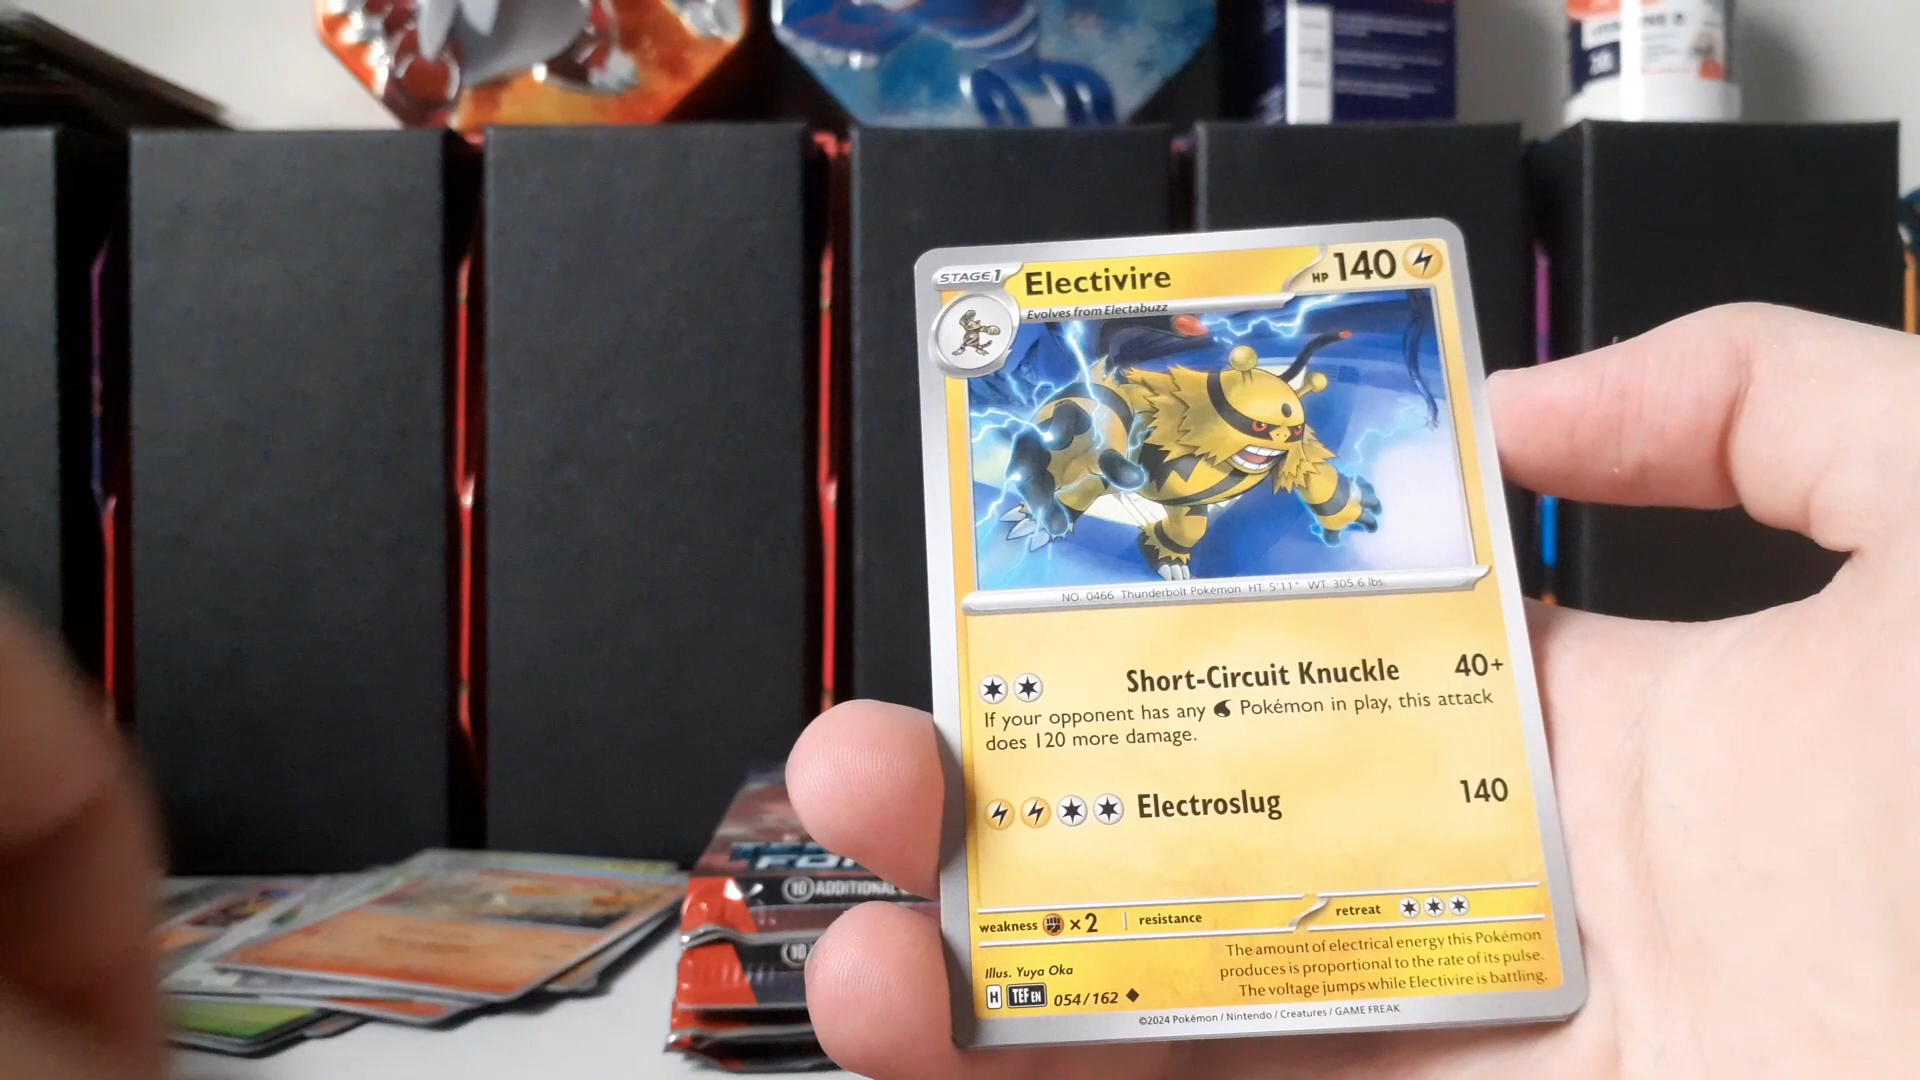 STAGE1
Electivire
HP 140
Evolves from Electabuzz
NO. 0466 Thunderbolt Pokémon HT: 5'11" WT: 305.6 lbs.
Short-Circuit Knuckle 40+
If your opponent has any Pokémon in play, this attack
does 120 more damage.
Electroslug 140
weakness ×2 resistance retreat
The amount of electrical energy this Pokémon
produces is proportional to the rate of its pulse.
The voltage jumps while Electivire is battling.
Illus. Yuya Oka
H TEF EN 054/162
©2024 Pokémon / Nintendo / Creatures / GAME FREAK
10 ADDITIONAL
10